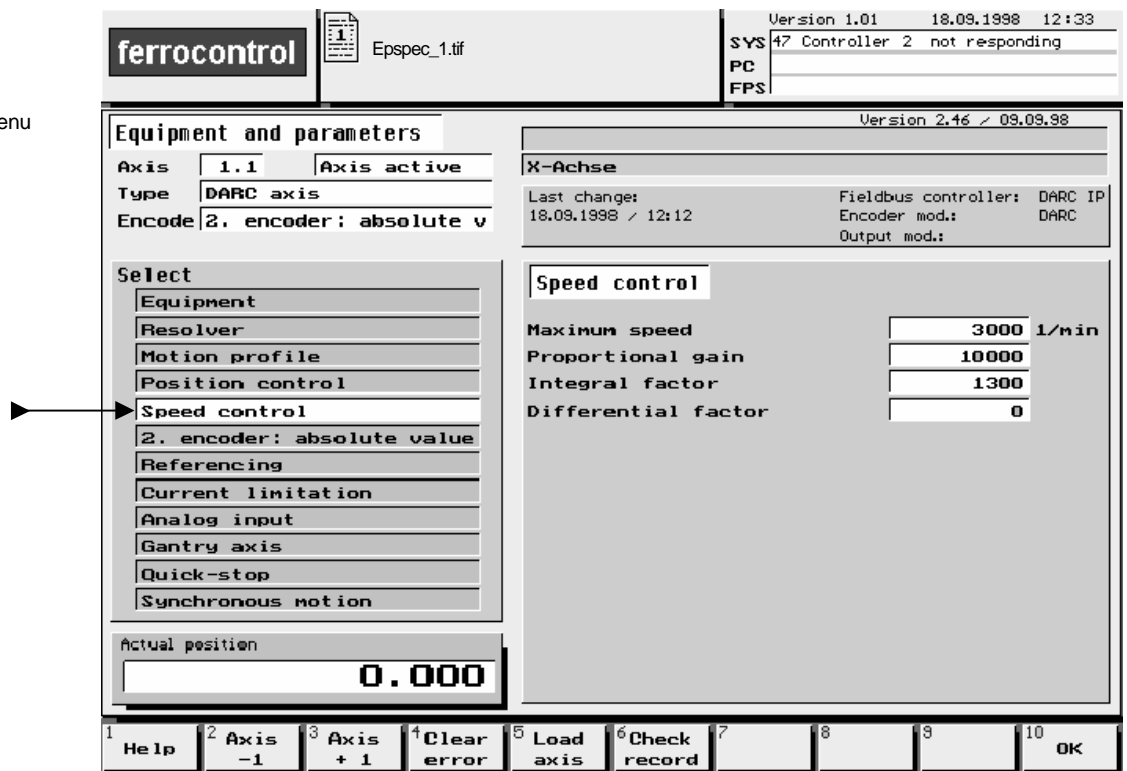 ferrocontrol
1
Epspec_1.tif
Version 1.01 18.09.1998 12:33
SYS 47 Controller 2 not responding
PC
FPS
enu
Equipment and parameters
Version 2.46 / 09.09.98
Axis 1.1 Axis active
X-Achse
Type DARC axis
Encode 2. encoder: absolute v
Last change:
18.09.1998 / 12:12
Fieldbus controller: DARC IP
Encoder mod.: DARC
Output mod.:
Select
Equipment
Resolver
Motion profile
Position control
Speed control
2. encoder: absolute value
Referencing
Current limitation
Analog input
Gantry axis
Quick-stop
Synchronous motion
Speed control
Maximum speed 3000 1/min
Proportional gain 10000
Integral factor 1300
Differential factor 0
Actual position
0.000
1 Help
2 Axis -1
3 Axis + 1
4 Clear error
5 Load axis
6 Check record
7
8
9
10 OK